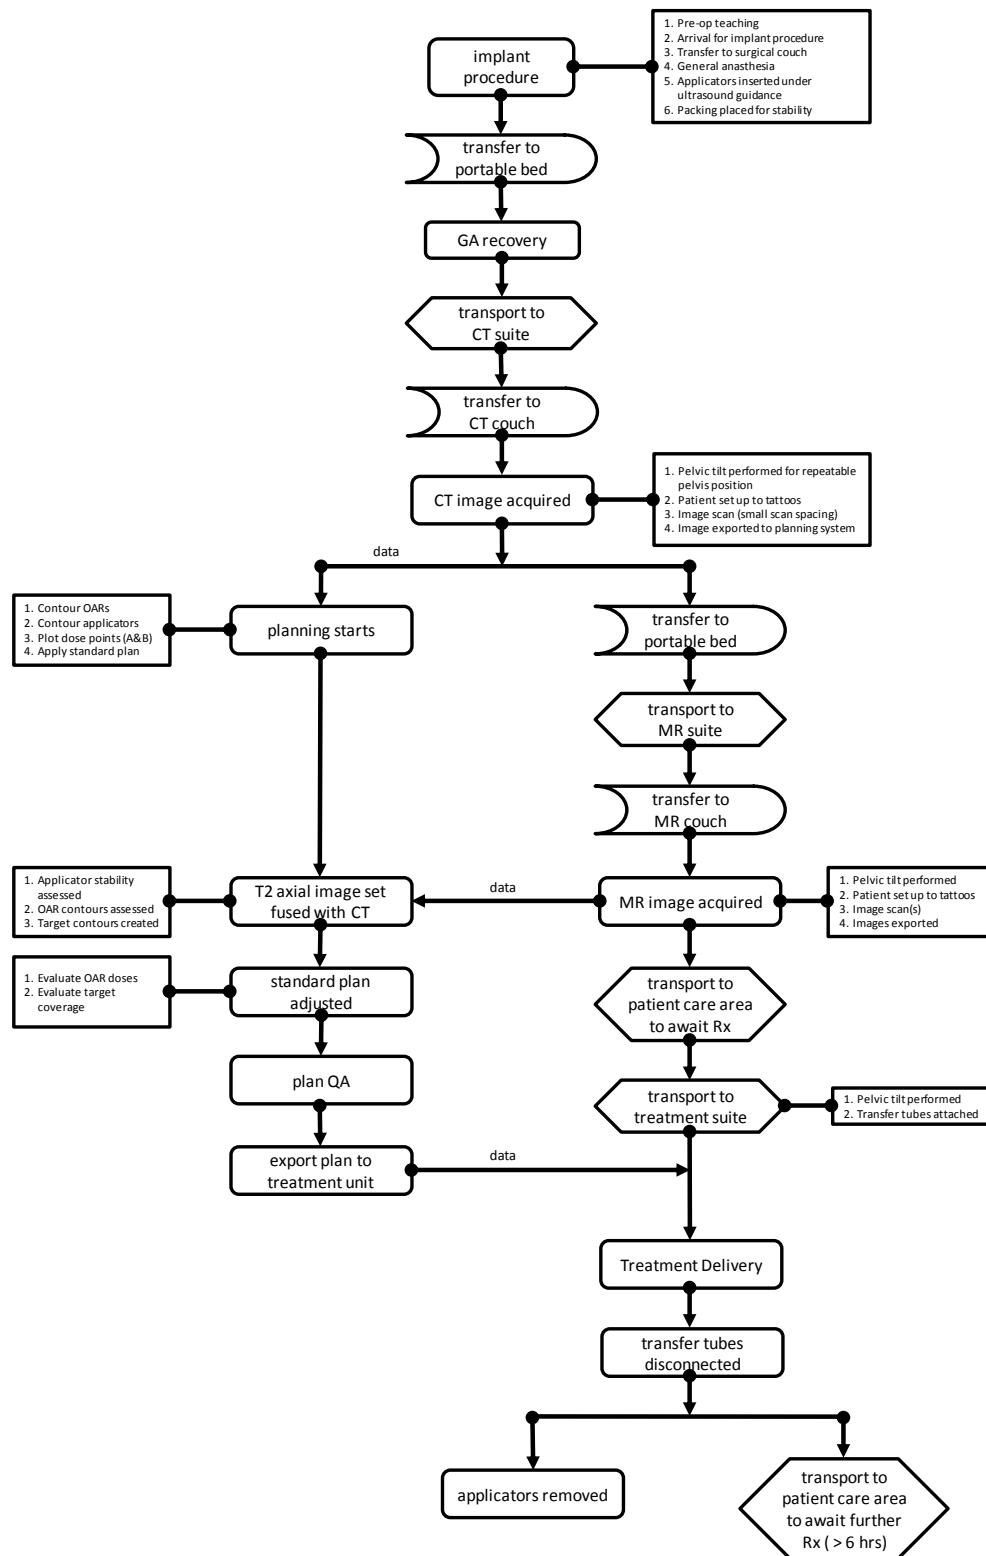 implant
procedure
1. Pre-op teaching
2. Arrival for implant procedure
3. Transfer to surgical couch
4. General anasthesia
5. Applicators inserted under
ultrasound guidance
6. Packing placed for stability
transfer to
portable bed
GA recovery
transport to
CT suite
transfer to
CT couch
CT image acquired
1. Pelvic tilt performed for repeatable
pelvis position
2. Patient set up to tattoos
3. Image scan (small scan spacing)
4. Image exported to planning system
data
1. Contour OARs
2. Contour applicators
3. Plot dose points (A&B)
4. Apply standard plan
planning starts
transfer to
portable bed
transport to
MR suite
transfer to
MR couch
1. Applicator stability
assessed
2. OAR contours assessed
3. Target contours created
T2 axial image set
fused with CT
data
MR image acquired
1. Pelvic tilt performed
2. Patient set up to tattoos
3. Image scan(s)
4. Images exported
1. Evaluate OAR doses
2. Evaluate target
coverage
standard plan
adjusted
transport to
patient care area
to await Rx
plan QA
transport to
treatment suite
1. Pelvic tilt performed
2. Transfer tubes attached
export plan to
treatment unit
data
Treatment Delivery
transfer tubes
disconnected
applicators removed
transport to
patient care area
to await further
Rx ( > 6 hrs)